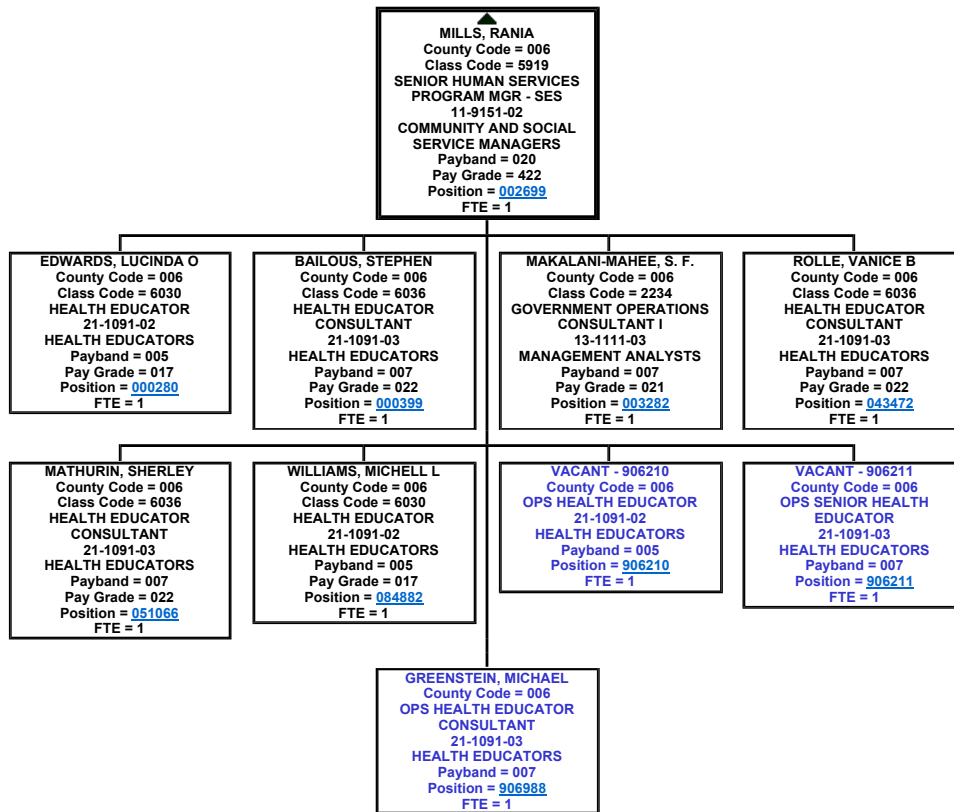 MILLS, RANIA
County Code = 006
Class Code = 5919
SENIOR HUMAN SERVICES
PROGRAM MGR - SES
11-9151-02
COMMUNITY AND SOCIAL
SERVICE MANAGERS
Payband = 020
Pay Grade = 422
Position = 002699
FTE = 1
EDWARDS, LUCINDA O
County Code = 006
Class Code = 6030
HEALTH EDUCATOR
21-1091-02
HEALTH EDUCATORS
Payband = 005
Pay Grade = 017
Position = 000280
FTE = 1
BAILOUS, STEPHEN
County Code = 006
Class Code = 6036
HEALTH EDUCATOR
CONSULTANT
21-1091-03
HEALTH EDUCATORS
Payband = 007
Pay Grade = 022
Position = 000399
FTE = 1
MAKALANI-MAHEE, S. F.
County Code = 006
Class Code = 2234
GOVERNMENT OPERATIONS
CONSULTANT I
13-1111-03
MANAGEMENT ANALYSTS
Payband = 007
Pay Grade = 021
Position = 003282
FTE = 1
ROLLE, VANICE B
County Code = 006
Class Code = 6036
HEALTH EDUCATOR
CONSULTANT
21-1091-03
HEALTH EDUCATORS
Payband = 007
Pay Grade = 022
Position = 043472
FTE = 1
MATHURIN, SHERLEY
County Code = 006
Class Code = 6036
HEALTH EDUCATOR
CONSULTANT
21-1091-03
HEALTH EDUCATORS
Payband = 007
Pay Grade = 022
Position = 051066
FTE = 1
WILLIAMS, MICHELL L
County Code = 006
Class Code = 6030
HEALTH EDUCATOR
21-1091-02
HEALTH EDUCATORS
Payband = 005
Pay Grade = 017
Position = 084882
FTE = 1
VACANT - 906210
County Code = 006
OPS HEALTH EDUCATOR
21-1091-02
HEALTH EDUCATORS
Payband = 005
Position = 906210
FTE = 1
VACANT - 906211
County Code = 006
OPS SENIOR HEALTH
EDUCATOR
21-1091-03
HEALTH EDUCATORS
Payband = 007
Position = 906211
FTE = 1
GREENSTEIN, MICHAEL
County Code = 006
OPS HEALTH EDUCATOR
CONSULTANT
21-1091-03
HEALTH EDUCATORS
Payband = 007
Position = 906988
FTE = 1